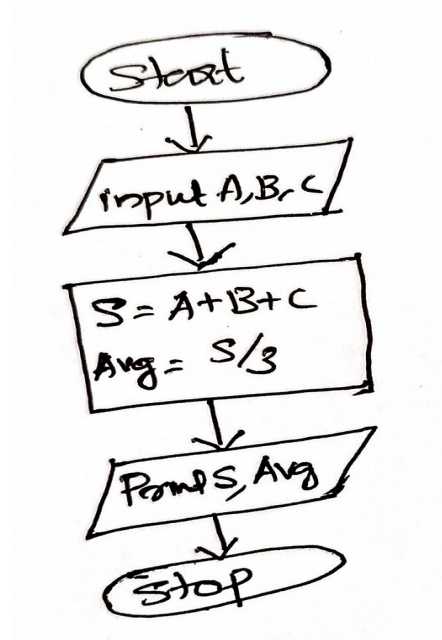 Start
input A, B, C
S = A+B+C
Avg = S/3
Print S, Avg
Stop